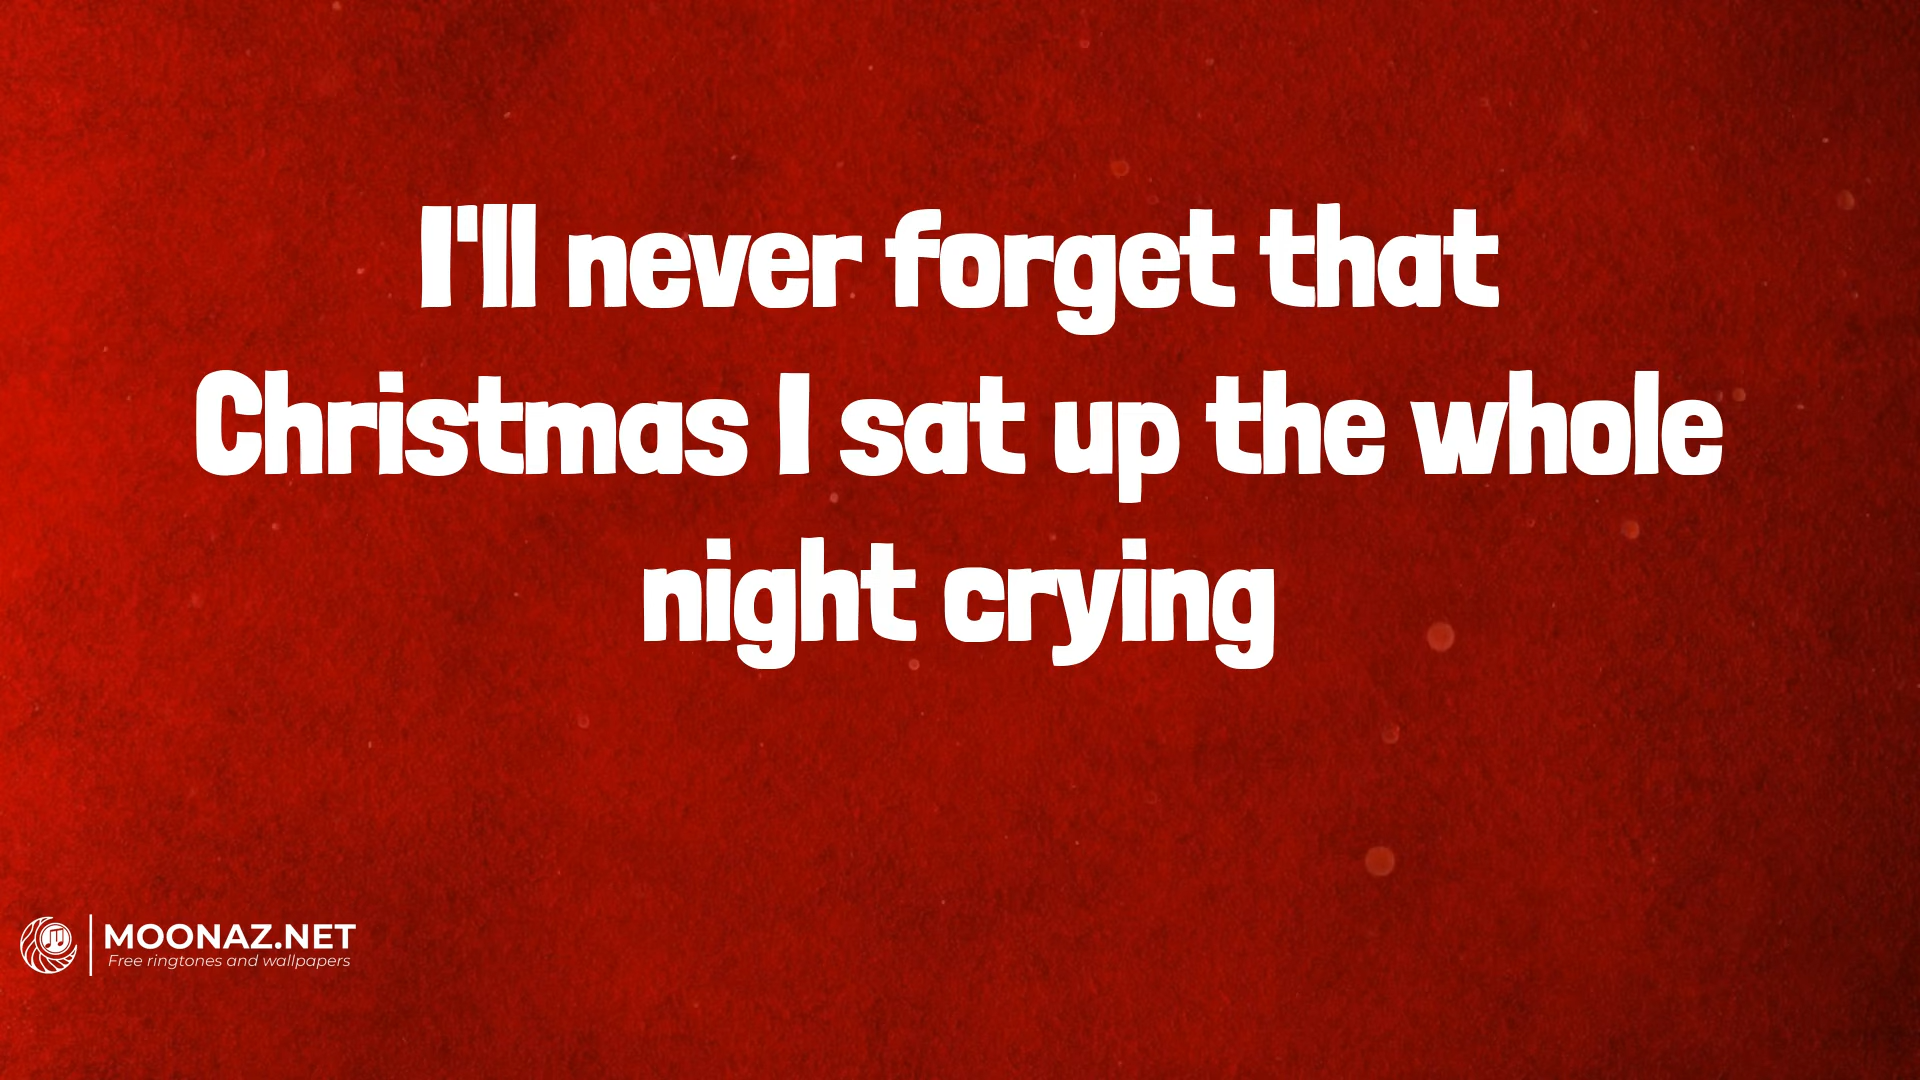 I'll never forget that
Christmas I sat up the whole
night crying
MOONAZ.NET
Free ringtones and wallpapers